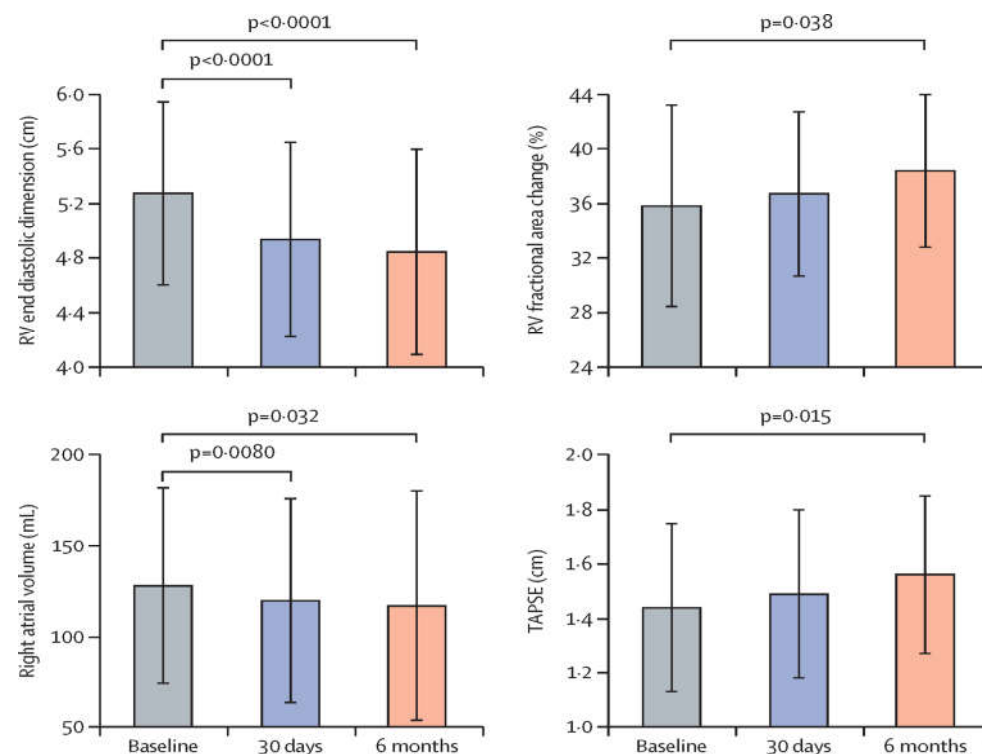 p<0·0001
p<0·0001
RV end diastolic dimension (cm)
6·0
5·6
5·2
4·8
4·4
4·0
p=0·038
RV fractional area change (%)
44
40
36
32
28
24
p=0·032
p=0·0080
Right atrial volume (mL)
200
150
100
50
Baseline 30 days 6 months
p=0·015
TAPSE (cm)
2·0
1·8
1·6
1·4
1·2
1·0
Baseline 30 days 6 months